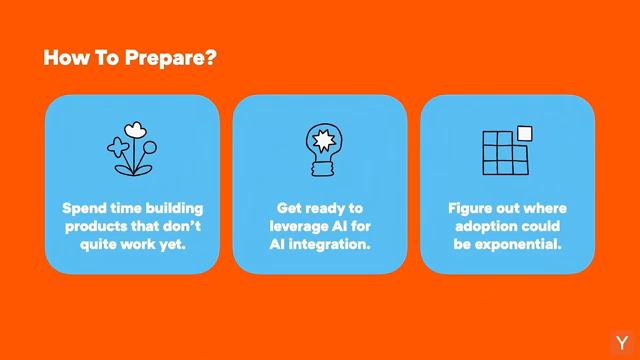 How To Prepare?
Spend time building
products that don't
quite work yet.
Get ready to
leverage AI for
AI integration.
Figure out where
adoption could
be exponential.
Y